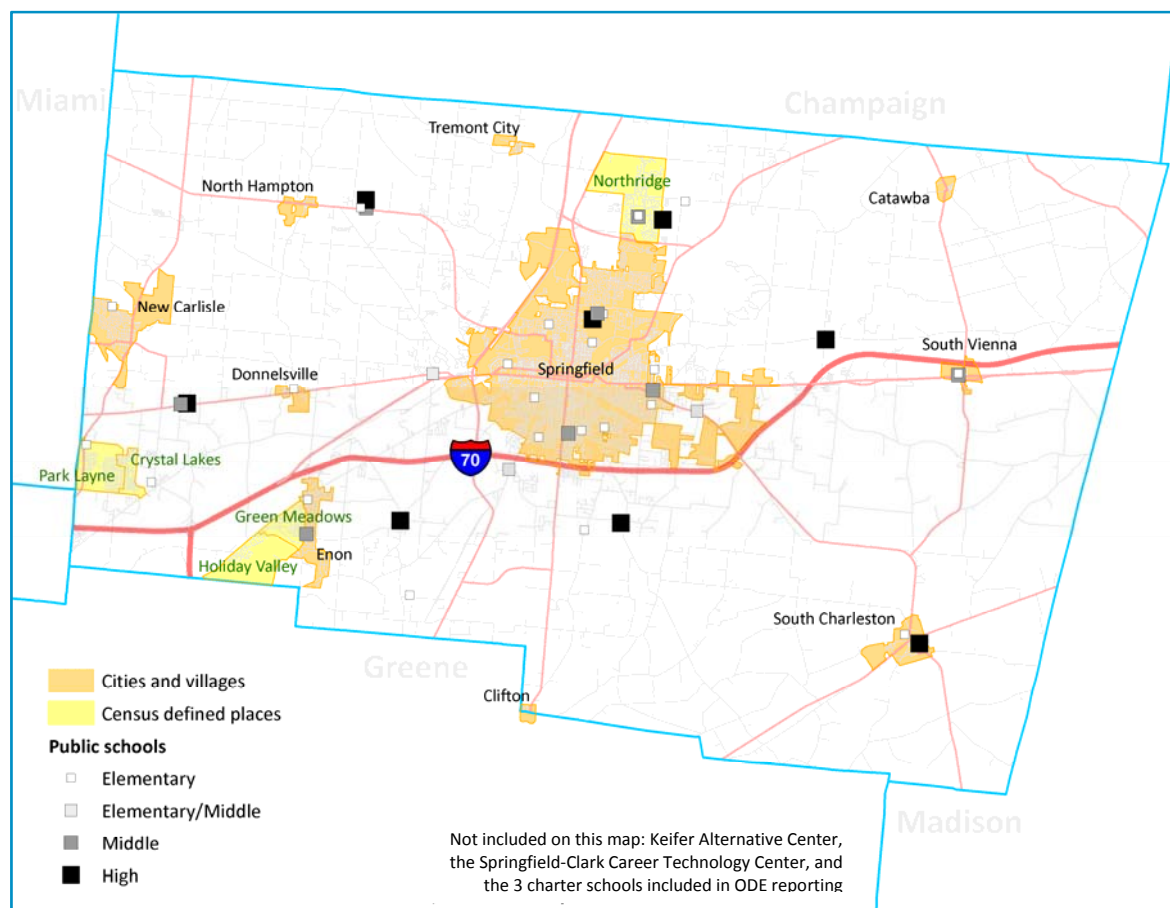 Miami
Champaign
Tremont City
Northridge
North Hampton
Catawba
New Carlisle
South Vienna
Donnelsville
Springfield
Crystal Lakes
Park Layne
70
Green Meadows
Enon
Holiday Valley
South Charleston
Greene
Clifton
Madison
Cities and villages
Census defined places
Public schools
Elementary
Elementary/Middle
Middle
High
Not included on this map: Keifer Alternative Center,
the Springfield-Clark Career Technology Center, and
the 3 charter schools included in ODE reporting